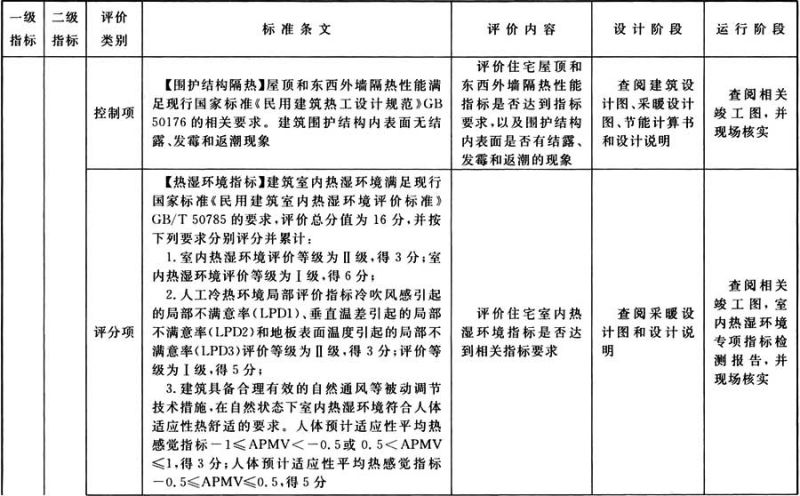 一级 二级 评价 标准条文 评价内容 设计阶段 运行阶段
指标 指标 类别
控制项
【围护结构隔热】屋顶和东西外墙隔热性能满
足现行国家标准《民用建筑热工设计规范》GB
50176 的相关要求。建筑围护结构内表面无结
露、发霉和返潮现象
评价住宅屋顶和
东西外墙隔热性能
指标是否达到指标
要求,以及围护结构
内表面是否有结露、
发霉和返潮的现象
查阅建筑设
计图、采暖设计
图、节能计算书
和设计说明
查阅相关
竣工图,并
现场核实
评分项
【热湿环境指标】建筑室内热湿环境满足现行
国家标准《民用建筑室内热湿环境评价标准》
GB/T 50785 的要求,评价总分值为 16 分,并按
下列要求分别评分并累计:
1. 室内热湿环境评价等级为Ⅱ级,得 3 分;室
内热湿环境评价等级为Ⅰ级,得 6 分;
2. 人工冷热环境局部评价指标冷吹风感引起
的局部不满意率(LPD1)、垂直温差引起的局部
不满意率(LPD2)和地板表面温度引起的局部不
满意率(LPD3)评价等级为Ⅱ级,得 3 分;评价等
级为Ⅰ级,得 5 分;
3. 建筑具备合理有效的自然通风等被动调节
技术措施,在自然状态下室内热湿环境符合人体
适应性热舒适的要求。人体预计适应性平均热
感觉指标－1≤APMV＜－0.5 或 0.5＜APMV
≤1,得 3 分;人体预计适应性平均热感觉指标
－0.5≤APMV≤0.5,得 5 分
评价住宅室内热
湿环境指标是否达
到相关指标要求
查阅采暖设
计图和设计说
明
查阅相关
竣工图,室
内热湿环境
专项指标检
测报告,并
现场核实